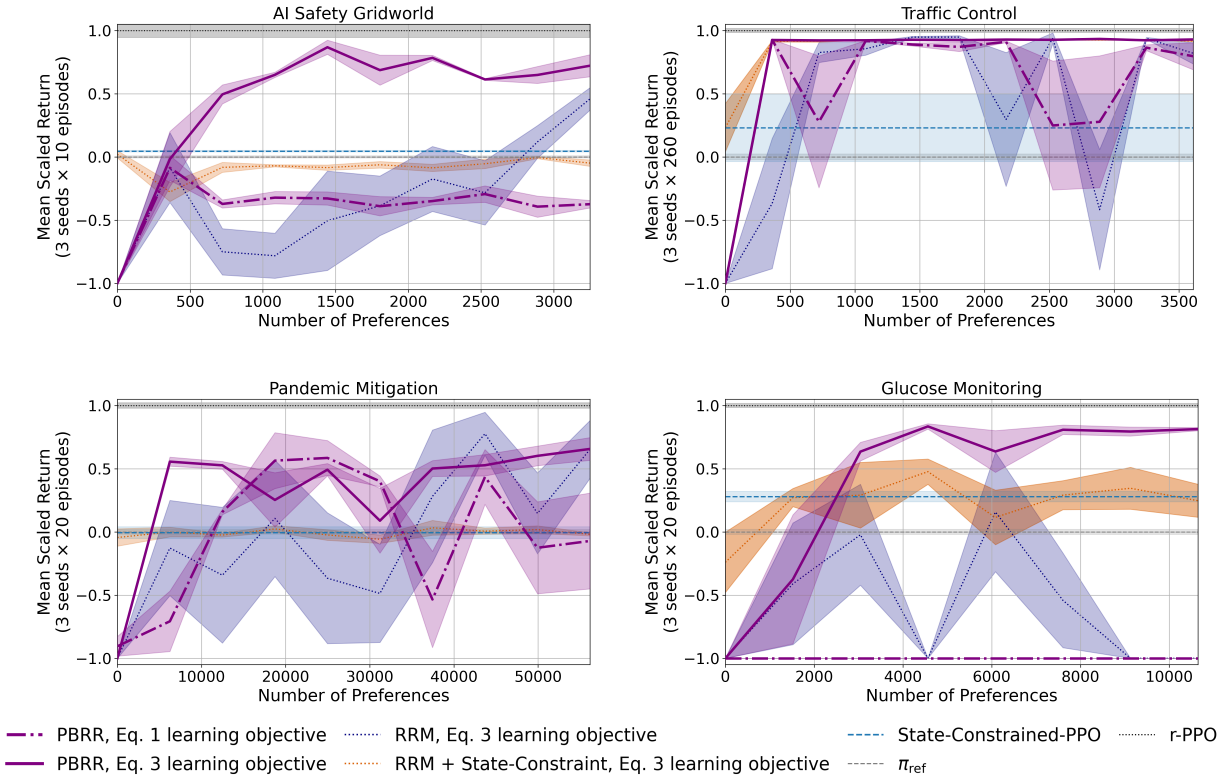 AI Safety Gridworld
Mean Scaled Return
(3 seeds × 10 episodes)
1.0
0.5
0.0
−0.5
−1.0
0 500 1000 1500 2000 2500 3000
Number of Preferences
Traffic Control
Mean Scaled Return
(3 seeds × 260 episodes)
1.0
0.5
0.0
−0.5
−1.0
0 500 1000 1500 2000 2500 3000 3500
Number of Preferences
Pandemic Mitigation
Mean Scaled Return
(3 seeds × 20 episodes)
1.0
0.5
0.0
−0.5
−1.0
0 10000 20000 30000 40000 50000
Number of Preferences
Glucose Monitoring
Mean Scaled Return
(3 seeds × 20 episodes)
1.0
0.5
0.0
−0.5
−1.0
0 2000 4000 6000 8000 10000
Number of Preferences
PBRR, Eq. 1 learning objective RRM, Eq. 3 learning objective State-Constrained-PPO r-PPO
PBRR, Eq. 3 learning objective RRM + State-Constraint, Eq. 3 learning objective π_ref